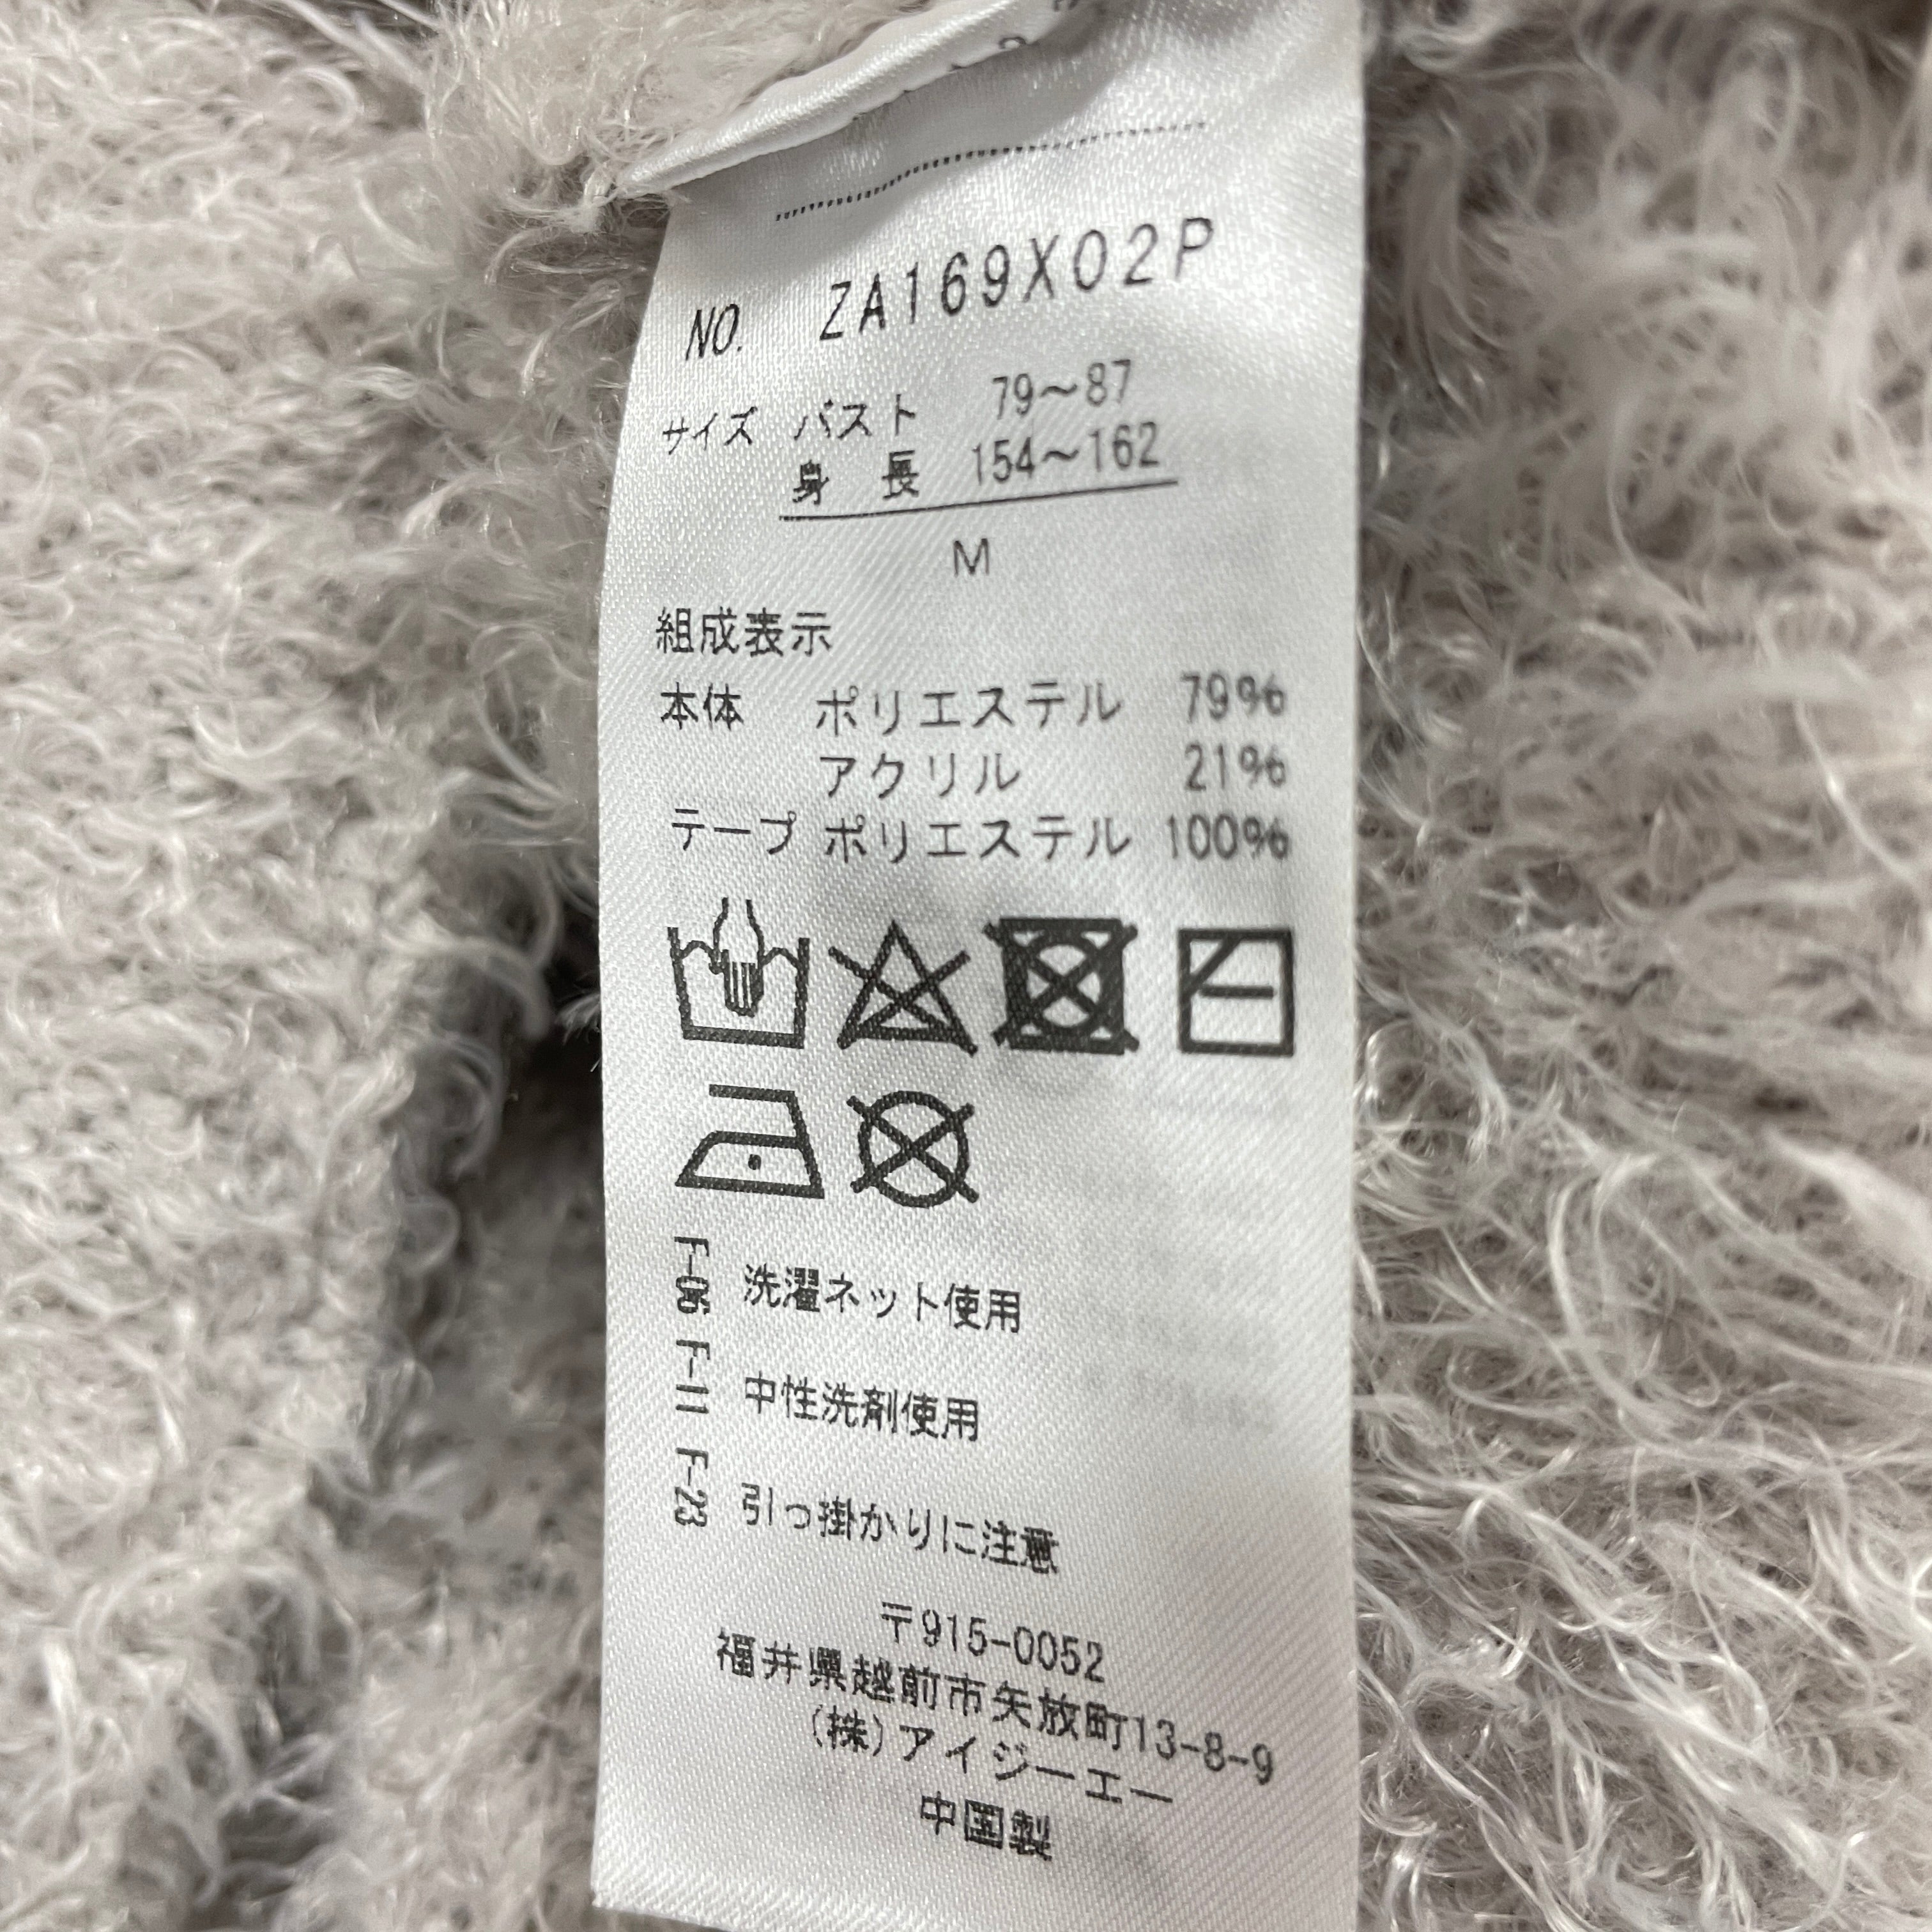 NO. ZA169X02P
サイズ バスト 79～87
身長 154～162
M
組成表示
本体 ポリエステル 79%
アクリル 21%
テープ ポリエステル 100%
F-06 洗濯ネット使用
F-11 中性洗剤使用
F-23 引っ掛かりに注意
〒915-0052
福井県越前市矢放町13-8-9
(株)アイジーエー
中国製